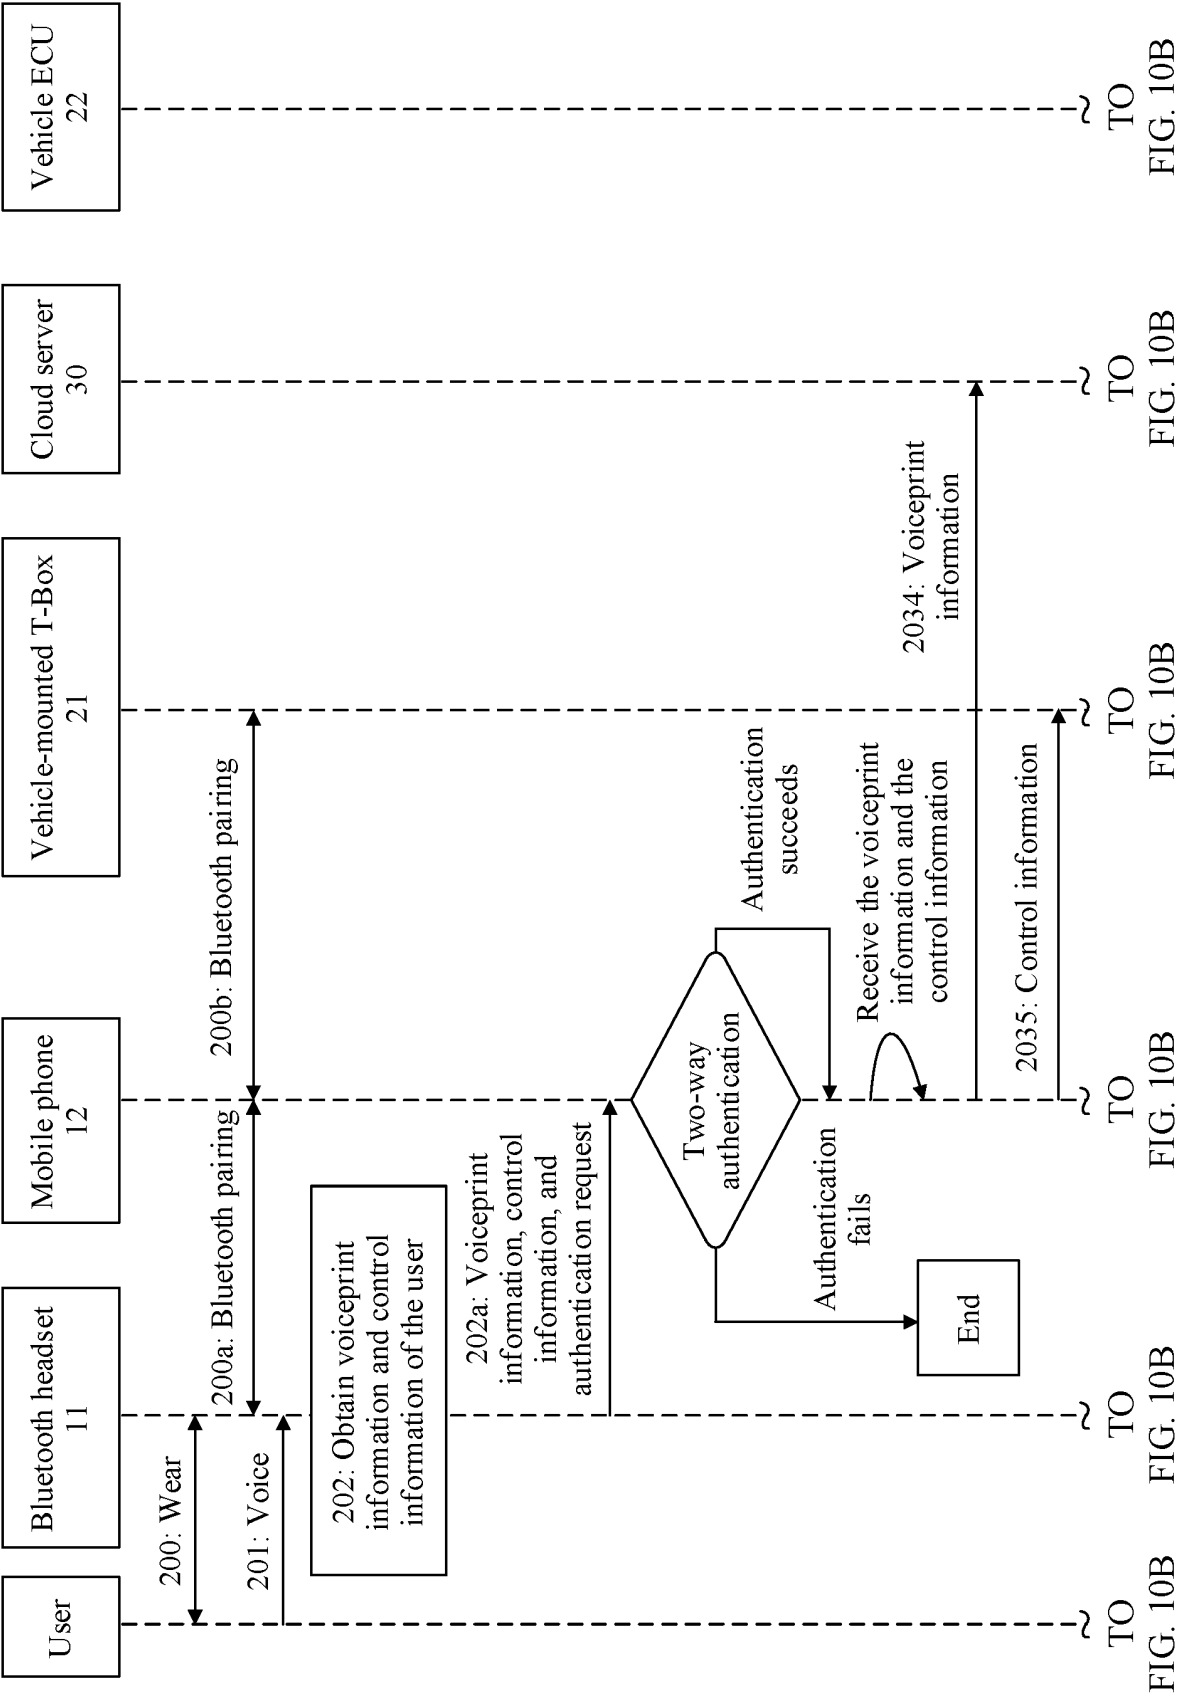 User
Bluetooth headset
11
Mobile phone
12
Vehicle-mounted T-Box
21
Cloud server
30
Vehicle ECU
22
200: Wear
200a: Bluetooth pairing
200b: Bluetooth pairing
201: Voice
202: Obtain voiceprint
information and control
information of the user
202a: Voiceprint
information, control
information, and
authentication request
Two-way
authentication
Authentication
succeeds
Authentication
fails
End
Receive the voiceprint
information and the
control information
2034: Voiceprint
information
2035: Control information
TO
FIG. 10B
TO
FIG. 10B
TO
FIG. 10B
TO
FIG. 10B
TO
FIG. 10B
TO
FIG. 10B